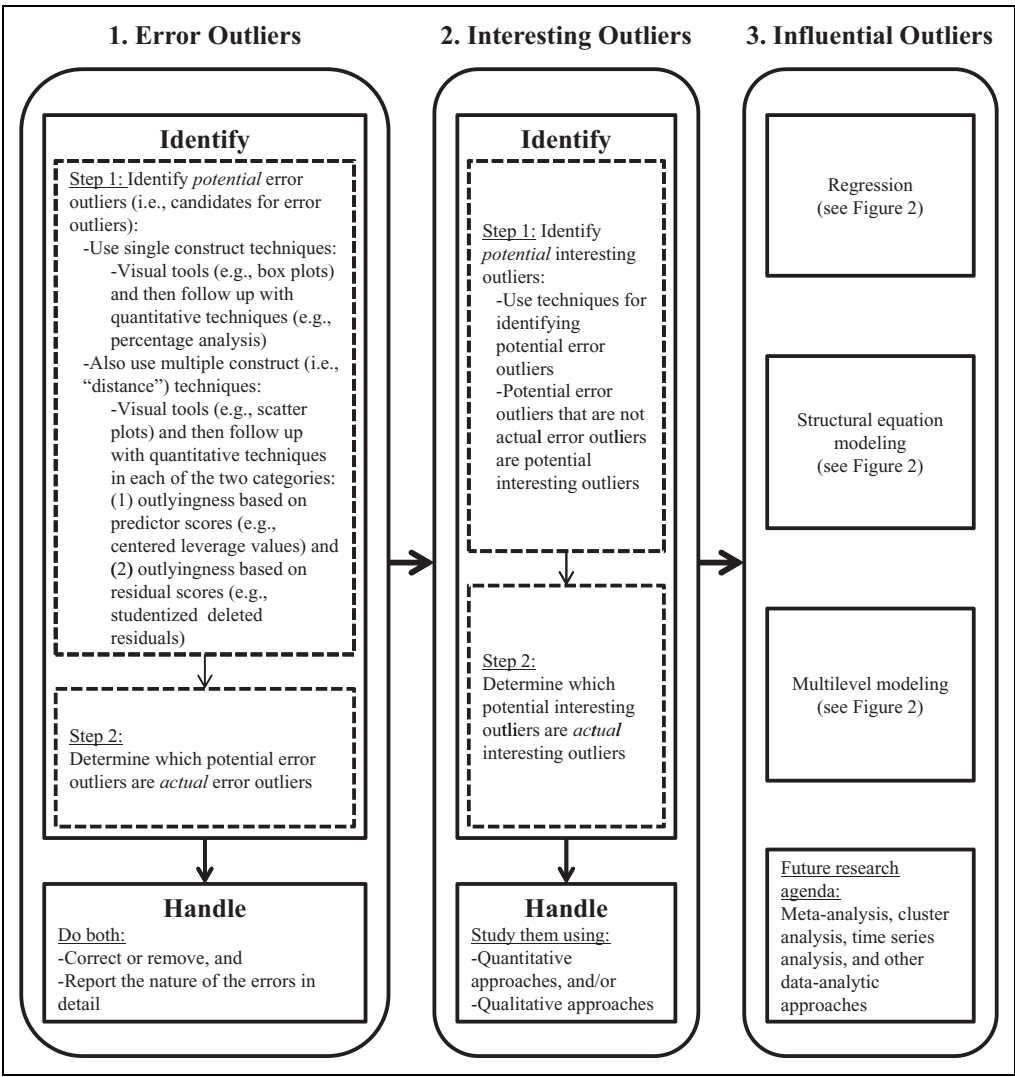 1. Error Outliers
Identify
Step 1: Identify potential error
outliers (i.e., candidates for error
outliers):
-Use single construct techniques:
-Visual tools (e.g., box plots)
and then follow up with
quantitative techniques (e.g.,
percentage analysis)
-Also use multiple construct (i.e.,
“distance”) techniques:
-Visual tools (e.g., scatter
plots) and then follow up
with quantitative techniques
in each of the two categories:
(1) outlyingness based on
predictor scores (e.g.,
centered leverage values) and
(2) outlyingness based on
residual scores (e.g.,
studentized deleted
residuals)
Step 2:
Determine which potential error
outliers are actual error outliers
Handle
Do both:
-Correct or remove, and
-Report the nature of the errors in
detail
2. Interesting Outliers
Identify
Step 1: Identify
potential interesting
outliers:
-Use techniques for
identifying
potential error
outliers
-Potential error
outliers that are not
actual error outliers
are potential
interesting outliers
Step 2:
Determine which
potential interesting
outliers are actual
interesting outliers
Handle
Study them using:
-Quantitative
approaches, and/or
-Qualitative approaches
3. Influential Outliers
Regression
(see Figure 2)
Structural equation
modeling
(see Figure 2)
Multilevel modeling
(see Figure 2)
Future research
agenda:
Meta-analysis, cluster
analysis, time series
analysis, and other
data-analytic
approaches